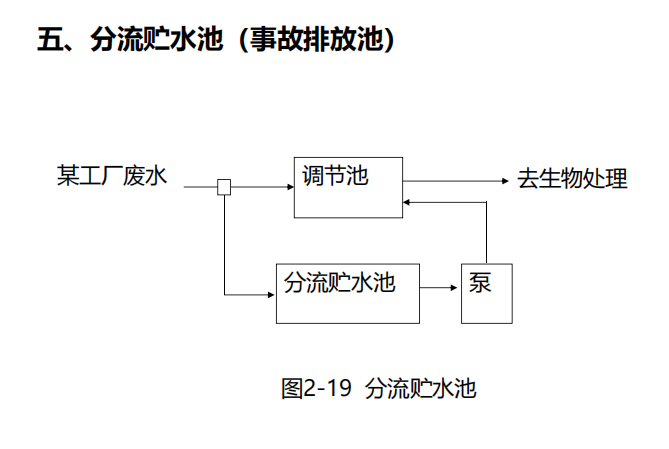 五、分流贮水池（事故排放池）
某工厂废水
调节池
去生物处理
分流贮水池
泵
图2-19 分流贮水池